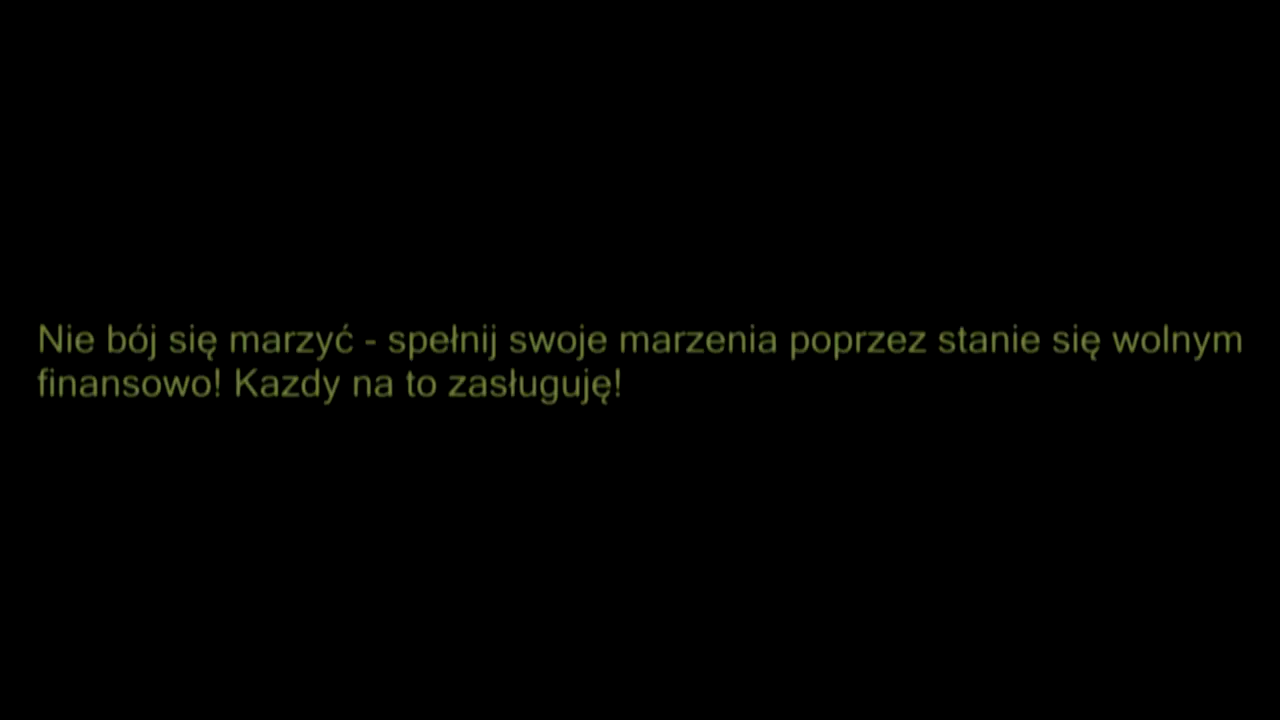 Nie bój się marzyć - spełnij swoje marzenia poprzez stanie się wolnym
finansowo! Kazdy na to zasługuję!